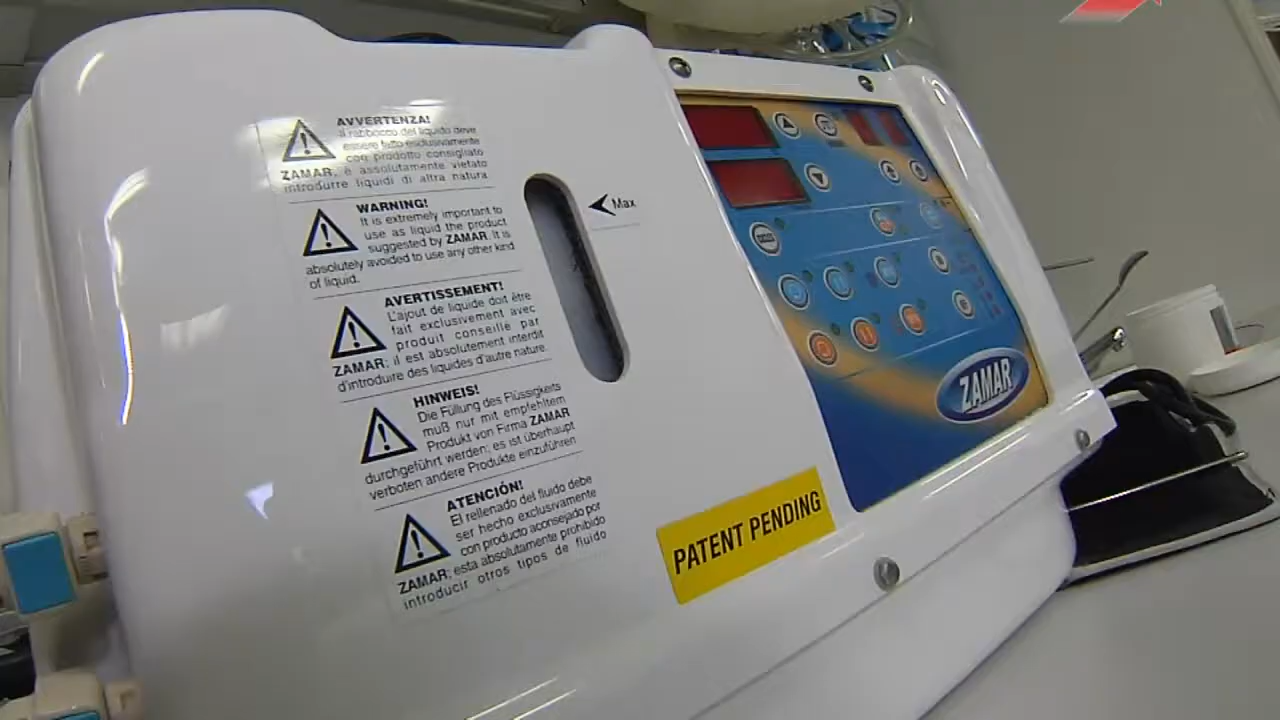 AVVERTENZA!
Il rabbocco del liquido deve
essere fatto esclusivamente
con prodotto consigliato
ZAMAR, è assolutamente vietato
introdurre liquidi di altra natura
WARNING!
It is extremely important to
use as liquid the product
suggested by ZAMAR. It is
absolutely avoided to use any other kind
of liquid.
AVERTISSEMENT!
L'ajout de liquide doit être
fait exclusivement avec
produit conseillé par
ZAMAR; il est absolument interdit
d'introduire des liquides d'autre nature.
HINWEIS!
Die Füllung des Flüssigkeits
muß nur mit empfehltem
Produkt von Firma ZAMAR
durchgeführt werden; es ist überhaupt
verboten andere Produkte einzuführen
ATENCIÓN!
El rellenado del fluido debe
ser hecho exclusivamente
con producto aconsejado por
ZAMAR; esta absolutamente prohibido
introducir otros tipos de fluido
Max
PATENT PENDING
ZAMAR